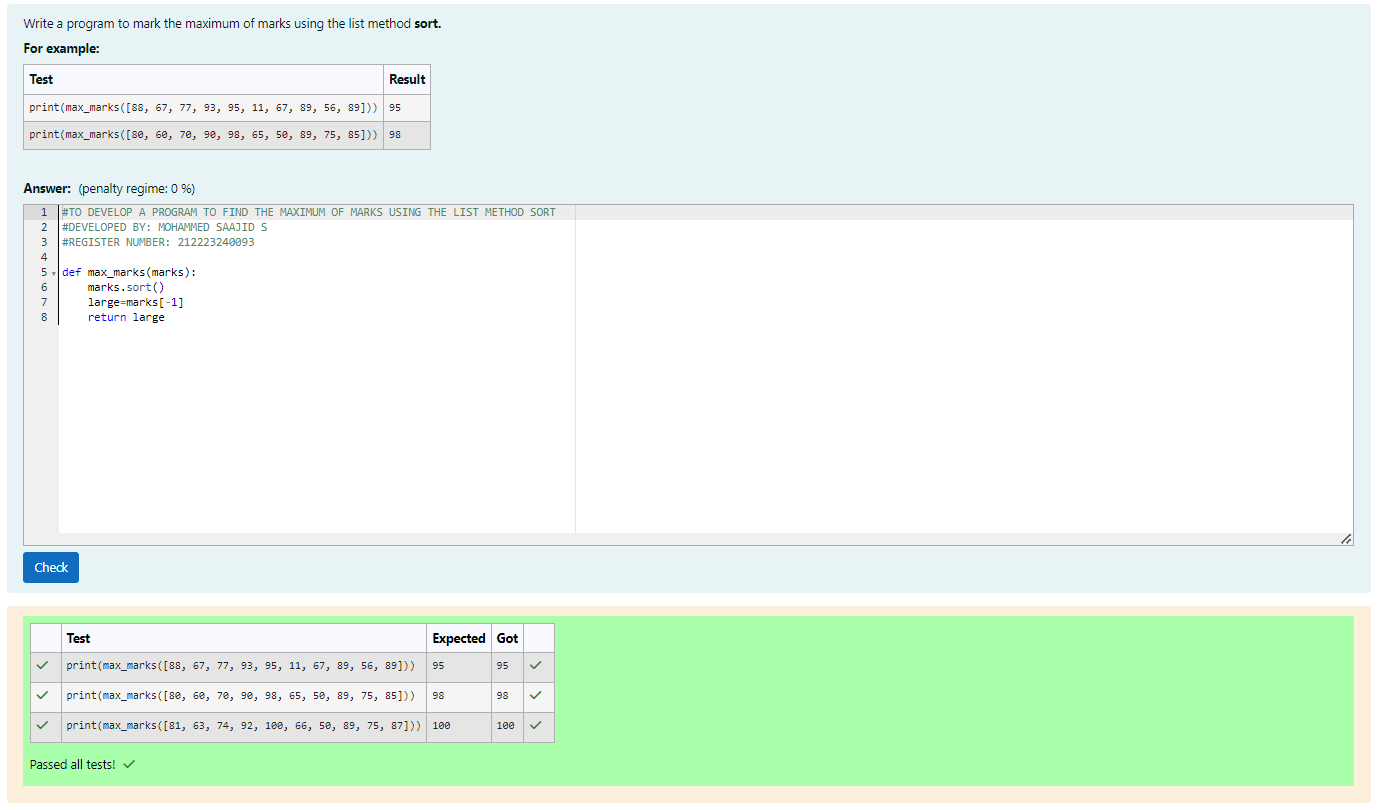 Write a program to mark the maximum of marks using the list method sort.
For example:
Test Result
print(max_marks([88, 67, 77, 93, 95, 11, 67, 89, 56, 89])) 95
print(max_marks([80, 60, 70, 90, 98, 65, 50, 89, 75, 85])) 98
Answer: (penalty regime: 0 %)
1 #TO DEVELOP A PROGRAM TO FIND THE MAXIMUM OF MARKS USING THE LIST METHOD SORT
2 #DEVELOPED BY: MOHAMMED SAAJID S
3 #REGISTER NUMBER: 212223240093
4
5 def max_marks(marks):
6     marks.sort()
7     large=marks[-1]
8     return large
Check
Test Expected Got
print(max_marks([88, 67, 77, 93, 95, 11, 67, 89, 56, 89])) 95 95
print(max_marks([80, 60, 70, 90, 98, 65, 50, 89, 75, 85])) 98 98
print(max_marks([81, 63, 74, 92, 100, 66, 50, 89, 75, 87])) 100 100
Passed all tests!